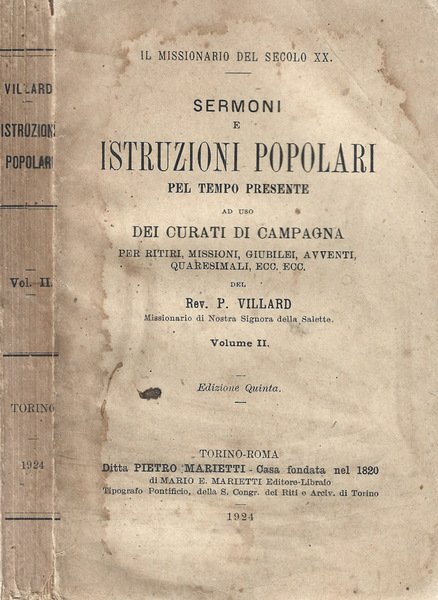 VILLARD
ISTRUZIONI
POPOLARI
Vol. II.
TORINO
1924
IL MISSIONARIO DEL SECOLO XX.
SERMONI
E
ISTRUZIONI POPOLARI
PEL TEMPO PRESENTE
AD USO
DEI CURATI DI CAMPAGNA
PER RITIRI, MISSIONI, GIUBILEI, AVVENTI,
QUARESIMALI, ECC. ECC.
DEL
Rev. P. VILLARD
Missionario di Nostra Signora della Salette.
Volume II.
Edizione Quinta.
TORINO-ROMA
Ditta PIETRO MARIETTI - Casa fondata nel 1820
di MARIO E. MARIETTI Editore-Libraio
Tipografo Pontificio, della S. Congr. dei Riti e Arciv. di Torino
1924